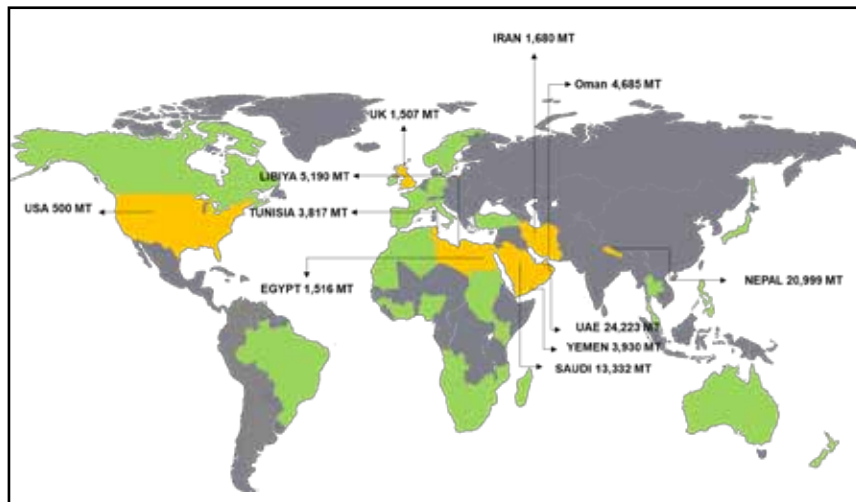 IRAN 1,680 MT
Oman 4,685 MT
UK 1,507 MT
LIBIYA 5,190 MT
USA 500 MT
TUNISIA 3,817 MT
EGYPT 1,516 MT
NEPAL 20,999 MT
UAE 24,223 MT
YEMEN 3,930 MT
SAUDI 13,332 MT